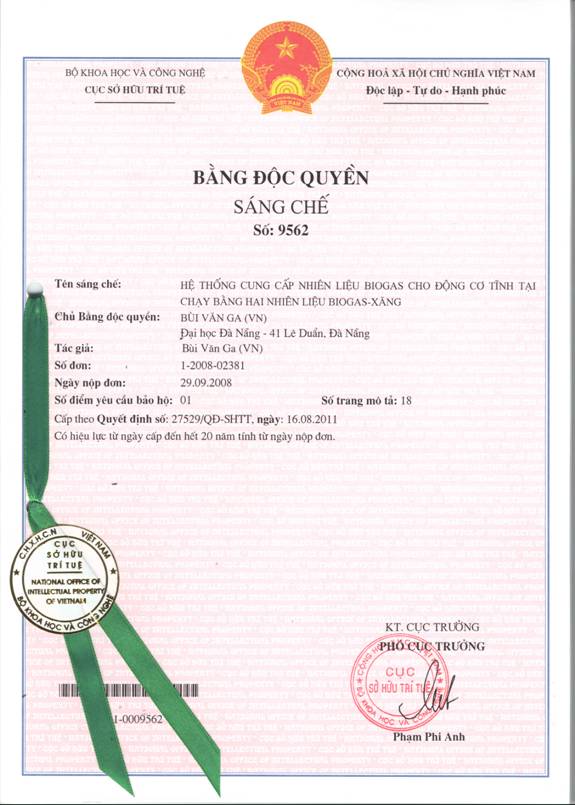 VIỆT NAM
BỘ KHOA HỌC VÀ CÔNG NGHỆ
CỤC SỞ HỮU TRÍ TUỆ
CỘNG HOÀ XÃ HỘI CHỦ NGHĨA VIỆT NAM
Độc lập - Tự do - Hạnh phúc
BẰNG ĐỘC QUYỀN
SÁNG CHẾ
Số: 9562
Tên sáng chế: HỆ THỐNG CUNG CẤP NHIÊN LIỆU BIOGAS CHO ĐỘNG CƠ TĨNH TẠI
CHẠY BẰNG HAI NHIÊN LIỆU BIOGAS-XĂNG
Chủ Bằng độc quyền: BÙI VĂN GA (VN)
Đại học Đà Nẵng - 41 Lê Duẩn, Đà Nẵng
Tác giả: Bùi Văn Ga (VN)
Số đơn: 1-2008-02381
Ngày nộp đơn: 29.09.2008
Số điểm yêu cầu bảo hộ: 01 Số trang mô tả: 18
Cấp theo Quyết định số: 27529/QĐ-SHTT, ngày: 16.08.2011
Có hiệu lực từ ngày cấp đến hết 20 năm tính từ ngày nộp đơn.
C.H.X.H.C.N VIỆT NAM
CỤC
SỞ HỮU
TRÍ TUỆ
NATIONAL OFFICE OF
INTELLECTUAL PROPERTY
OF VIETNAM
BỘ KHOA HỌC VÀ CÔNG NGHỆ
KT. CỤC TRƯỞNG
PHÓ CỤC TRƯỞNG
CỤC
SỞ HỮU TRÍ TUỆ
1-0009562
Phạm Phi Anh